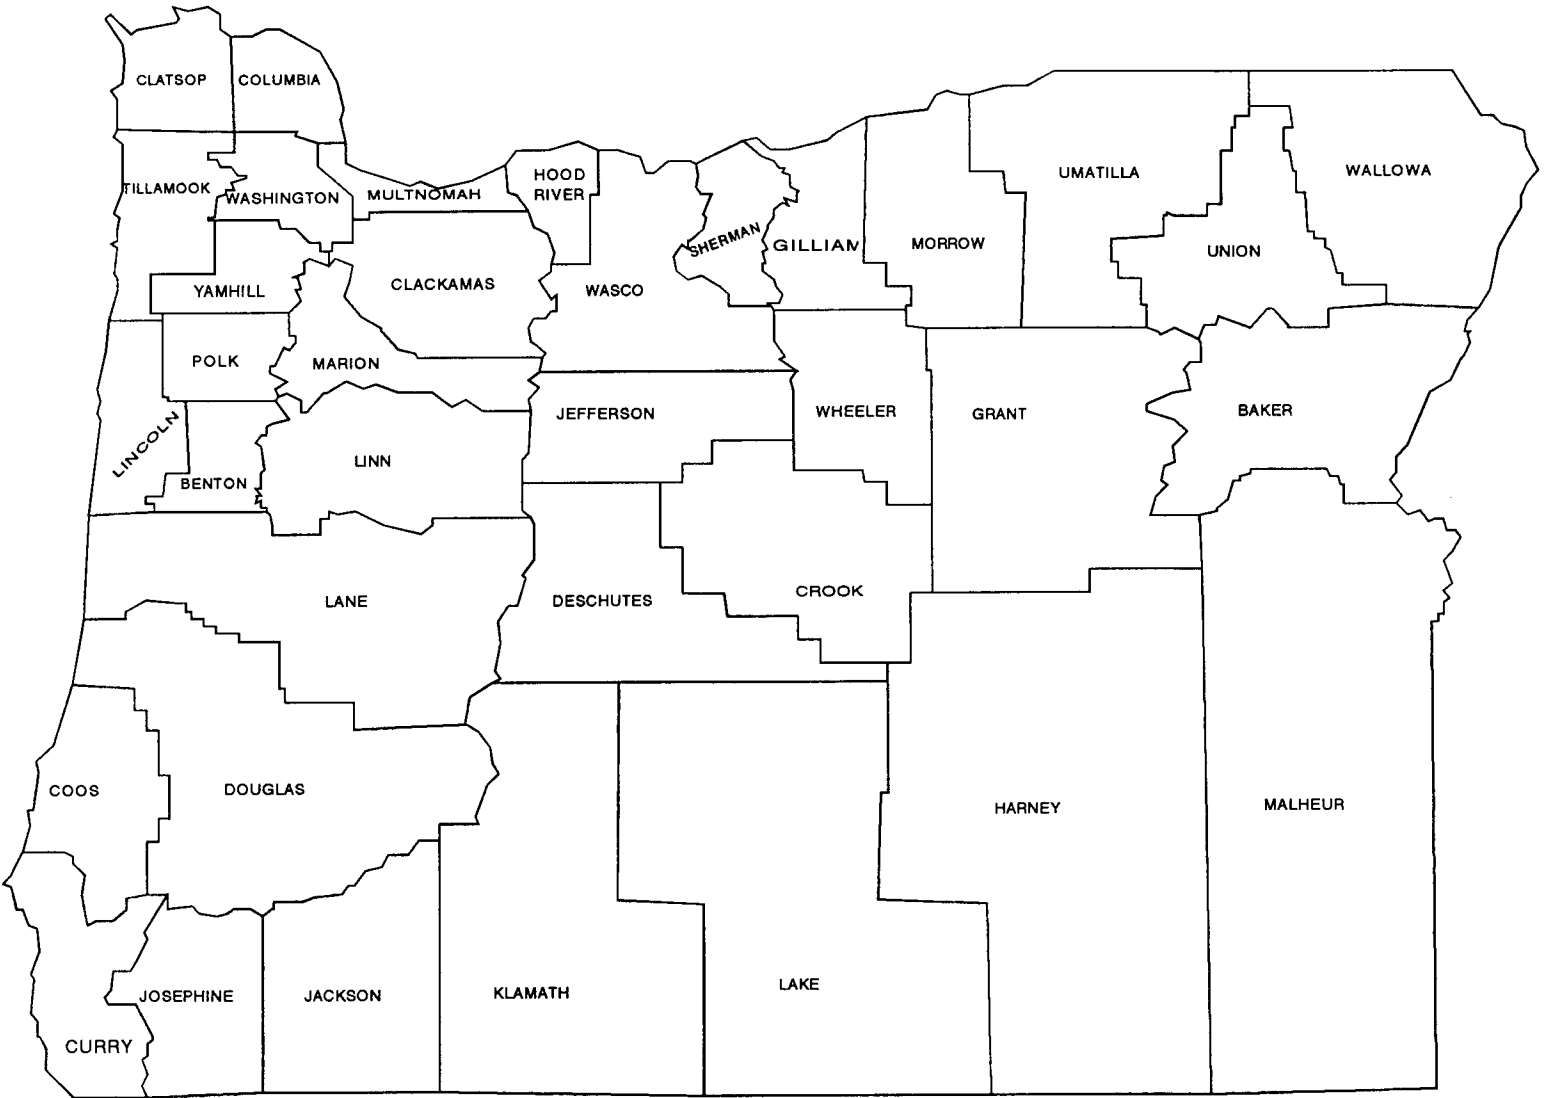 CLATSOP
COLUMBIA
TILLAMOOK
WASHINGTON
MULTNOMAH
HOOD
RIVER
UMATILLA
WALLOWA
SHERMAN
GILLIAM
MORROW
UNION
YAMHILL
CLACKAMAS
WASCO
POLK
MARION
JEFFERSON
WHEELER
GRANT
BAKER
LINCOLN
BENTON
LINN
LANE
DESCHUTES
CROOK
COOS
DOUGLAS
HARNEY
MALHEUR
CURRY
JOSEPHINE
JACKSON
KLAMATH
LAKE